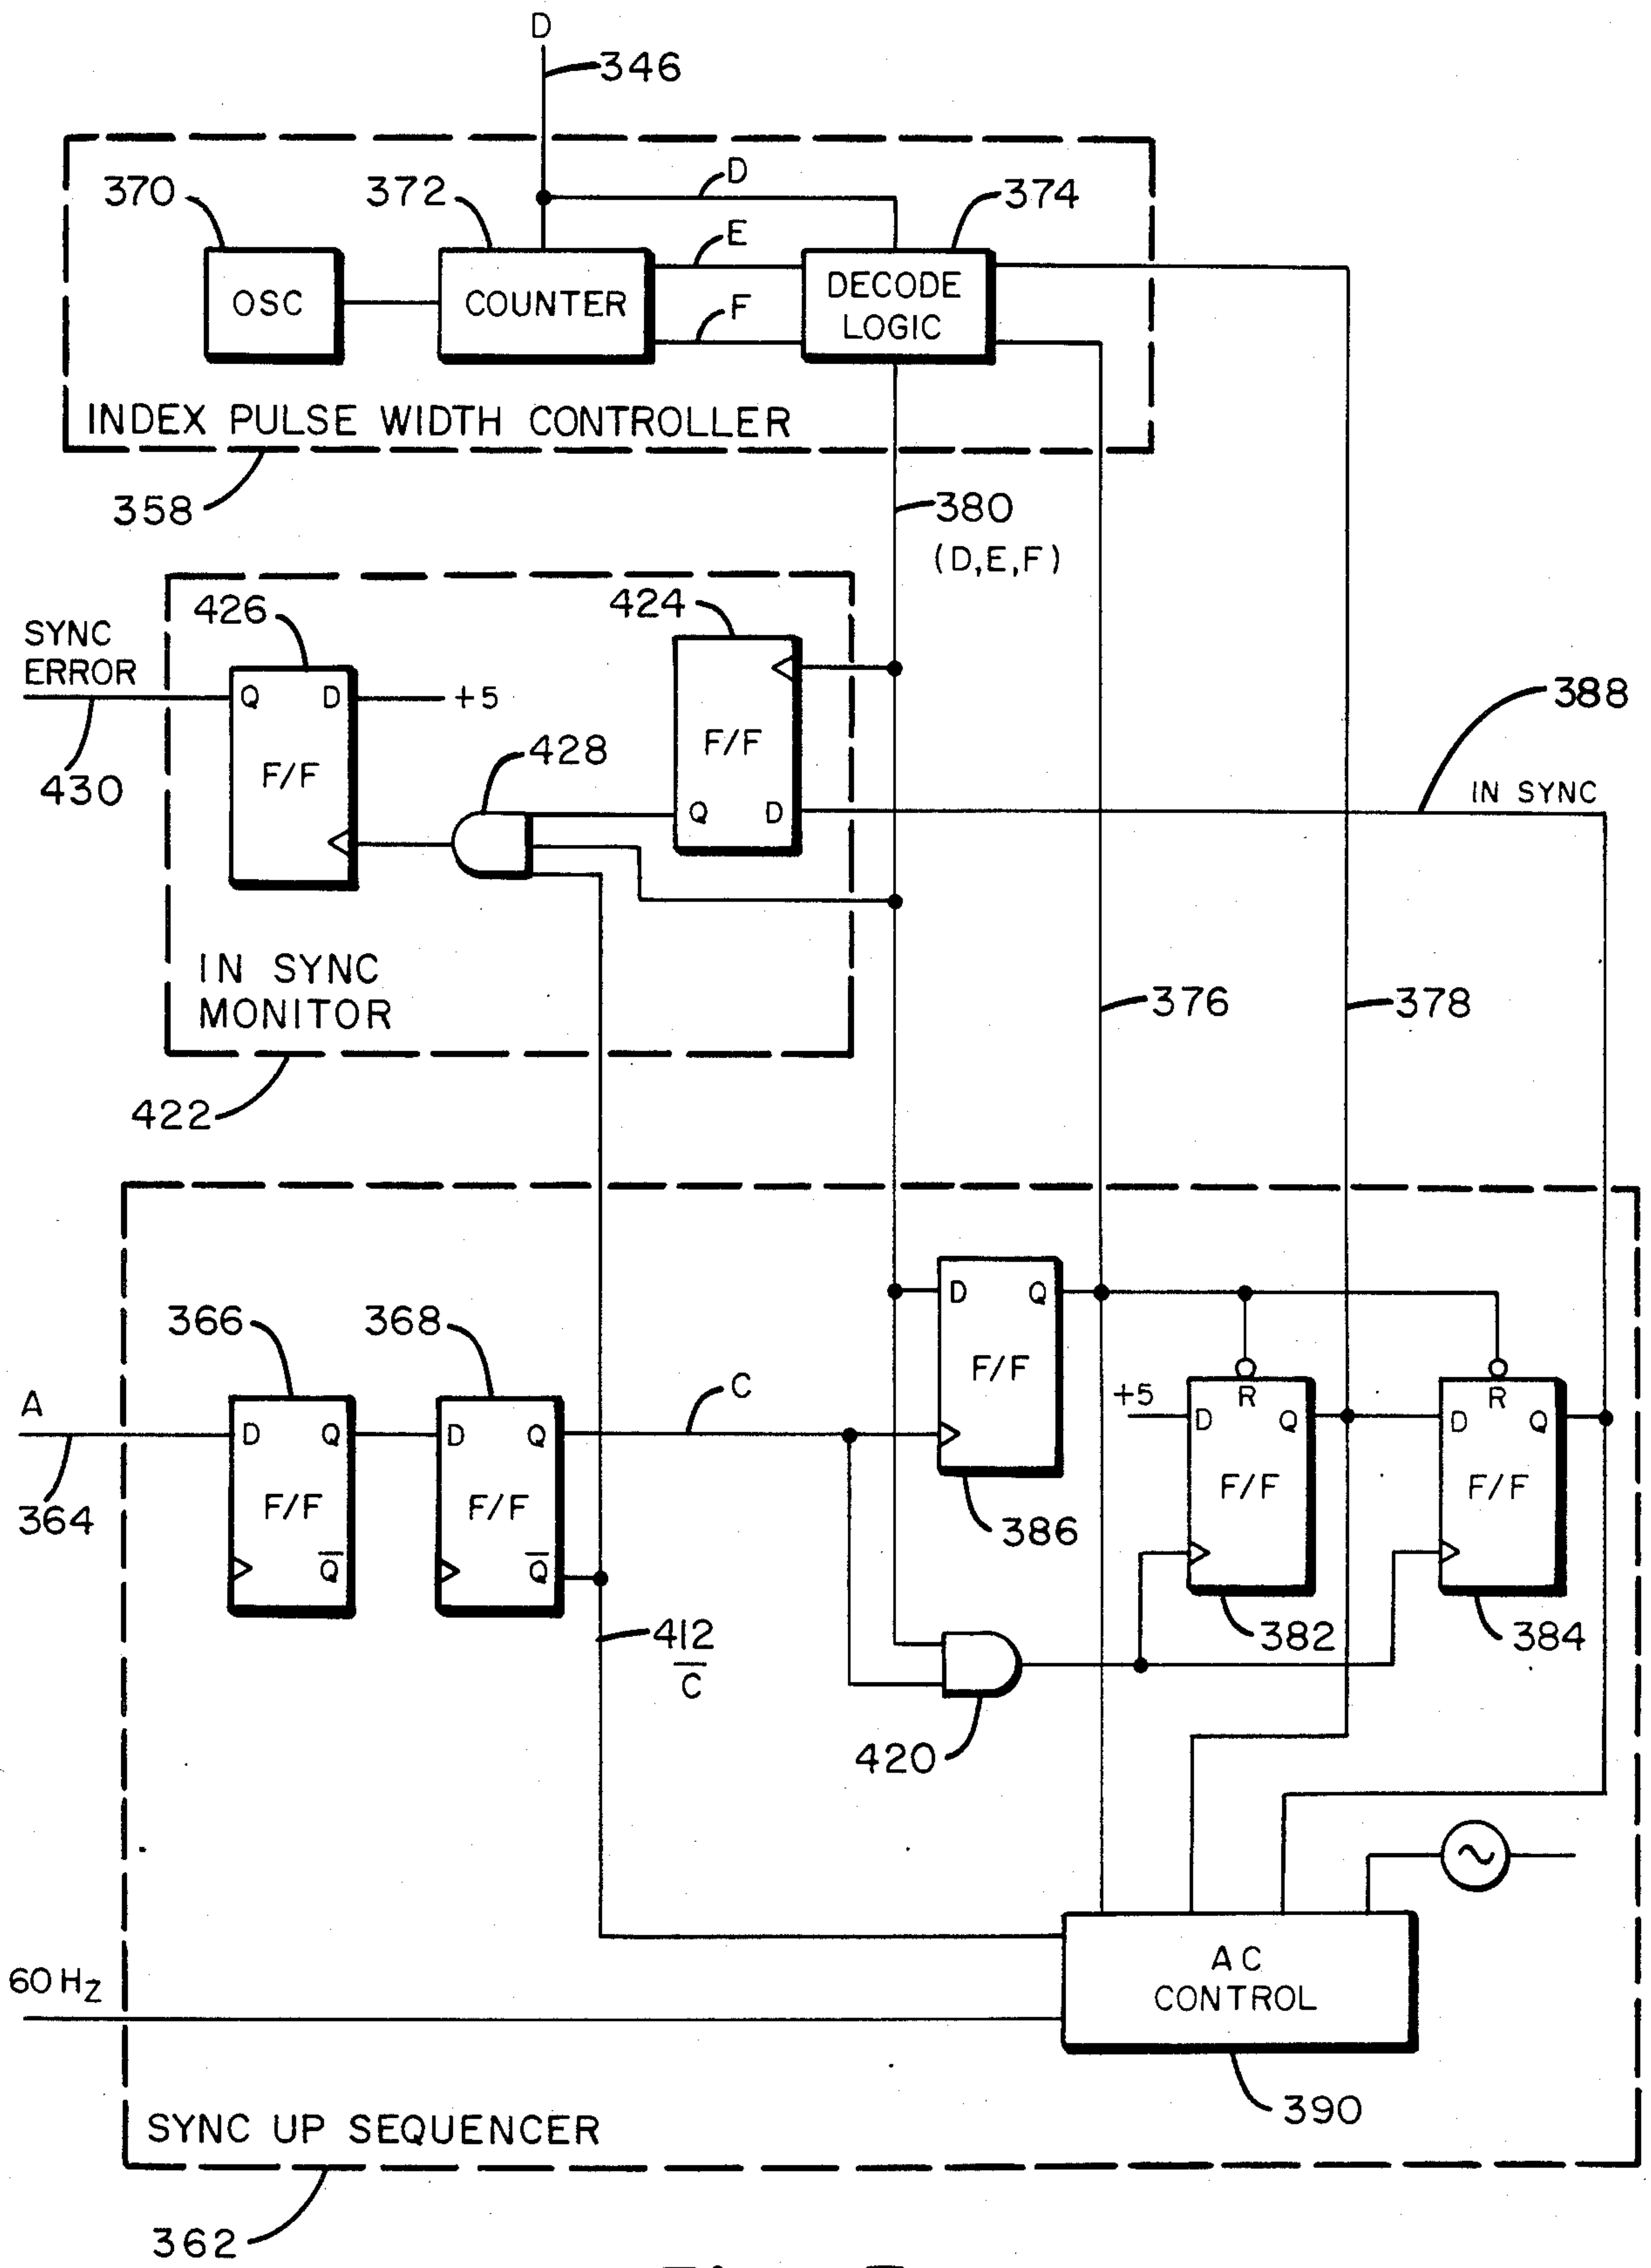 D
346
D
370
372
374
E
OSC
COUNTER
DECODE
LOGIC
F
INDEX PULSE WIDTH CONTROLLER
358
380
(D,E,F)
426
424
SYNC
ERROR
Q D
+5
388
F/F
428
F/F
430
Q D
IN SYNC
IN SYNC
MONITOR
376
378
422
366
368
D Q
F/F
A
C
+5
R
R
D Q
D Q
D Q
D Q
364
F/F
F/F
386
F/F
F/F
Q̅
Q̅
412
C̅
382
384
420
60 Hz
AC
CONTROL
390
SYNC UP SEQUENCER
362